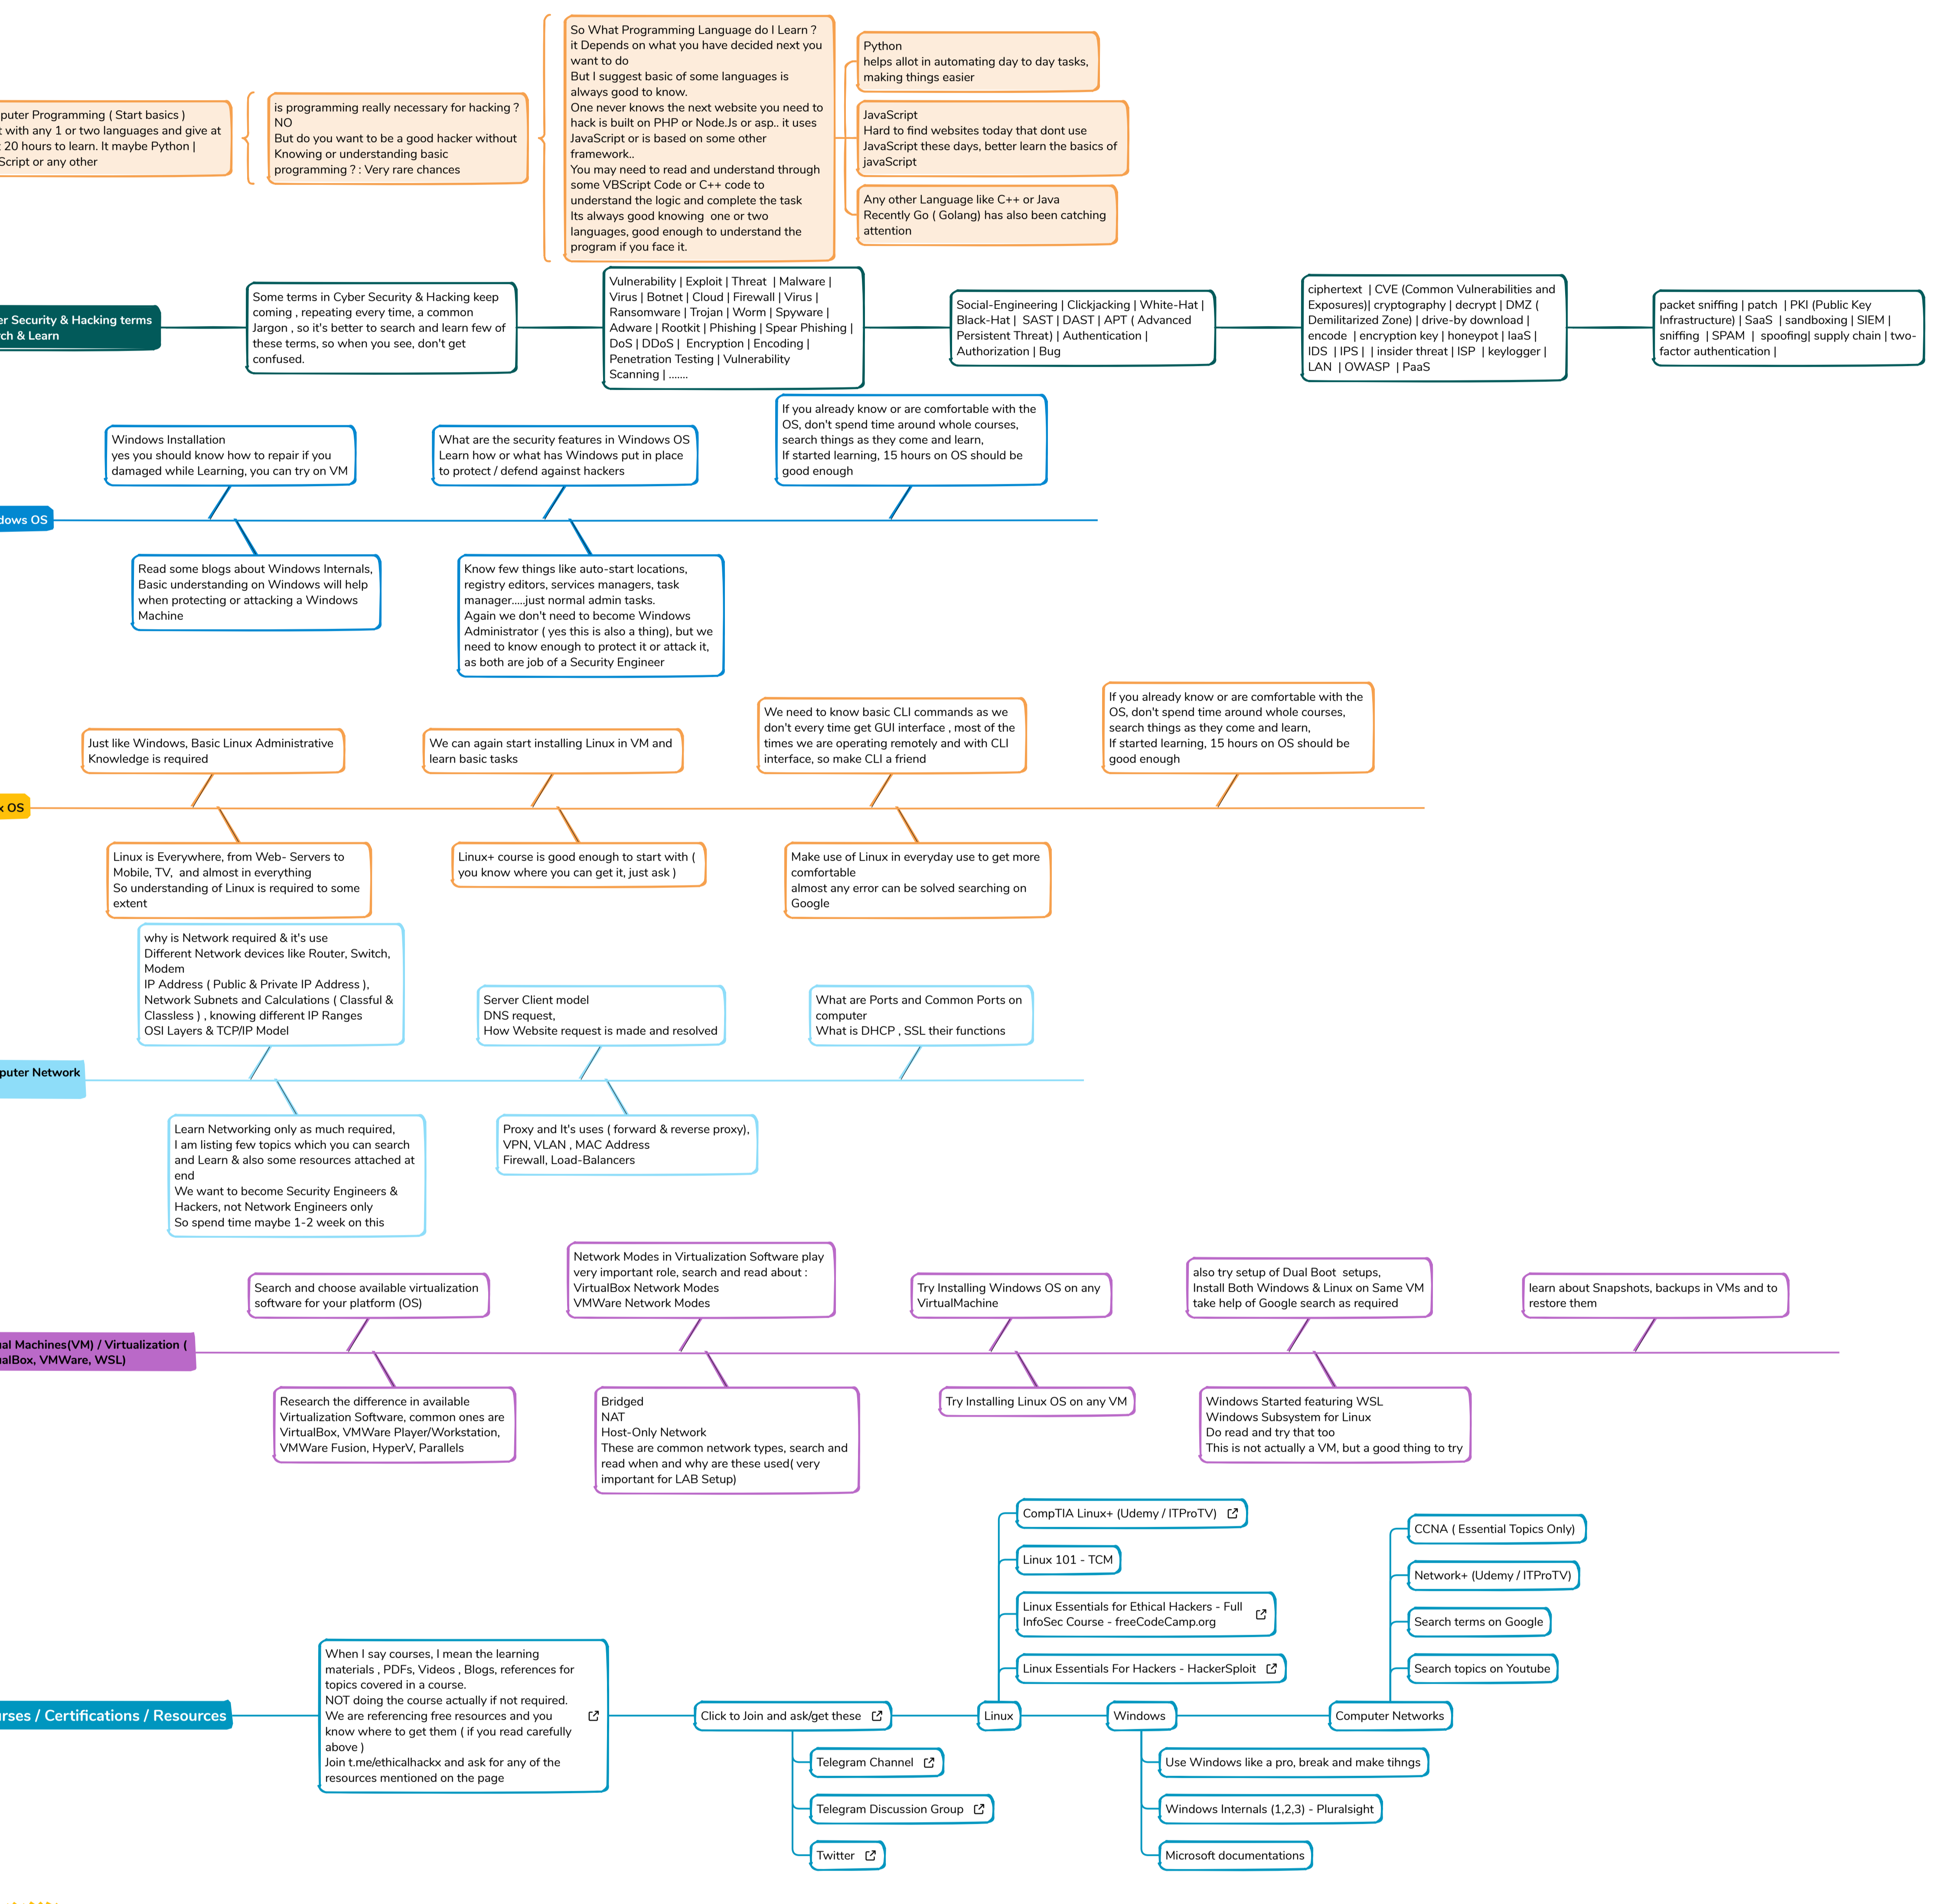 puter Programming ( Start basics )
t with any 1 or two languages and give at
t 20 hours to learn. It maybe Python |
Script or any other
is programming really necessary for hacking ?
NO
But do you want to be a good hacker without
Knowing or understanding basic
programming ? : Very rare chances
So What Programming Language do I Learn ?
it Depends on what you have decided next you
want to do
But I suggest basic of some languages is
always good to know.
One never knows the next website you need to
hack is built on PHP or Node.Js or asp.. it uses
JavaScript or is based on some other
framework..
You may need to read and understand through
some VBScript Code or C++ code to
understand the logic and complete the task
Its always good knowing  one or two
languages, good enough to understand the
program if you face it.
Python
helps allot in automating day to day tasks,
making things easier
JavaScript
Hard to find websites today that dont use
JavaScript these days, better learn the basics of
javaScript
Any other Language like C++ or Java
Recently Go ( Golang) has also been catching
attention
er Security & Hacking terms
rch & Learn
Some terms in Cyber Security & Hacking keep
coming , repeating every time, a common
Jargon , so it's better to search and learn few of
these terms, so when you see, don't get
confused.
Vulnerability | Exploit | Threat  | Malware |
Virus | Botnet | Cloud | Firewall | Virus |
Ransomware | Trojan | Worm | Spyware |
Adware | Rootkit | Phishing | Spear Phishing |
DoS | DDoS |  Encryption | Encoding |
Penetration Testing | Vulnerability
Scanning | .......
Social-Engineering | Clickjacking | White-Hat |
Black-Hat |  SAST | DAST | APT ( Advanced
Persistent Threat) | Authentication |
Authorization | Bug
ciphertext  | CVE (Common Vulnerabilities and
Exposures)| cryptography | decrypt | DMZ (
Demilitarized Zone) | drive-by download |
encode  | encryption key | honeypot | IaaS |
IDS  | IPS |  | insider threat | ISP  | keylogger |
LAN  | OWASP  | PaaS
packet sniffing | patch  | PKI (Public Key
Infrastructure) | SaaS  | sandboxing | SIEM |
sniffing  | SPAM  |  spoofing| supply chain | two-
factor authentication |
dows OS
Windows Installation
yes you should know how to repair if you
damaged while Learning, you can try on VM
What are the security features in Windows OS
Learn how or what has Windows put in place
to protect / defend against hackers
If you already know or are comfortable with the
OS, don't spend time around whole courses,
search things as they come and learn,
If started learning, 15 hours on OS should be
good enough
Read some blogs about Windows Internals,
Basic understanding on Windows will help
when protecting or attacking a Windows
Machine
Know few things like auto-start locations,
registry editors, services managers, task
manager.....just normal admin tasks.
Again we don't need to become Windows
Administrator ( yes this is also a thing), but we
need to know enough to protect it or attack it,
as both are job of a Security Engineer
x OS
Just like Windows, Basic Linux Administrative
Knowledge is required
We can again start installing Linux in VM and
learn basic tasks
We need to know basic CLI commands as we
don't every time get GUI interface , most of the
times we are operating remotely and with CLI
interface, so make CLI a friend
If you already know or are comfortable with the
OS, don't spend time around whole courses,
search things as they come and learn,
If started learning, 15 hours on OS should be
good enough
Linux is Everywhere, from Web- Servers to
Mobile, TV,  and almost in everything
So understanding of Linux is required to some
extent
Linux+ course is good enough to start with (
you know where you can get it, just ask )
Make use of Linux in everyday use to get more
comfortable
almost any error can be solved searching on
Google
puter Network
why is Network required & it's use
Different Network devices like Router, Switch,
Modem
IP Address ( Public & Private IP Address ),
Network Subnets and Calculations ( Classful &
Classless ) , knowing different IP Ranges
OSI Layers & TCP/IP Model
Server Client model
DNS request,
How Website request is made and resolved
What are Ports and Common Ports on
computer
What is DHCP , SSL their functions
Learn Networking only as much required,
I am listing few topics which you can search
and Learn & also some resources attached at
end
We want to become Security Engineers &
Hackers, not Network Engineers only
So spend time maybe 1-2 week on this
Proxy and It's uses ( forward & reverse proxy),
VPN, VLAN , MAC Address
Firewall, Load-Balancers
ual Machines(VM) / Virtualization (
ualBox, VMWare, WSL)
Search and choose available virtualization
software for your platform (OS)
Network Modes in Virtualization Software play
very important role, search and read about :
VirtualBox Network Modes
VMWare Network Modes
Try Installing Windows OS on any
VirtualMachine
also try setup of Dual Boot  setups,
Install Both Windows & Linux on Same VM
take help of Google search as required
learn about Snapshots, backups in VMs and to
restore them
Research the difference in available
Virtualization Software, common ones are
VirtualBox, VMWare Player/Workstation,
VMWare Fusion, HyperV, Parallels
Bridged
NAT
Host-Only Network
These are common network types, search and
read when and why are these used( very
important for LAB Setup)
Try Installing Linux OS on any VM
Windows Started featuring WSL
Windows Subsystem for Linux
Do read and try that too
This is not actually a VM, but a good thing to try
urses / Certifications / Resources
When I say courses, I mean the learning
materials , PDFs, Videos , Blogs, references for
topics covered in a course.
NOT doing the course actually if not required.
We are referencing free resources and you
know where to get them ( if you read carefully
above )
Join t.me/ethicalhackx and ask for any of the
resources mentioned on the page
Click to Join and ask/get these
Telegram Channel
Telegram Discussion Group
Twitter
Linux
CompTIA Linux+ (Udemy / ITProTV)
Linux 101 - TCM
Linux Essentials for Ethical Hackers - Full
InfoSec Course - freeCodeCamp.org
Linux Essentials For Hackers - HackerSploit
Windows
Use Windows like a pro, break and make tihngs
Windows Internals (1,2,3) - Pluralsight
Microsoft documentations
Computer Networks
CCNA ( Essential Topics Only)
Network+ (Udemy / ITProTV)
Search terms on Google
Search topics on Youtube